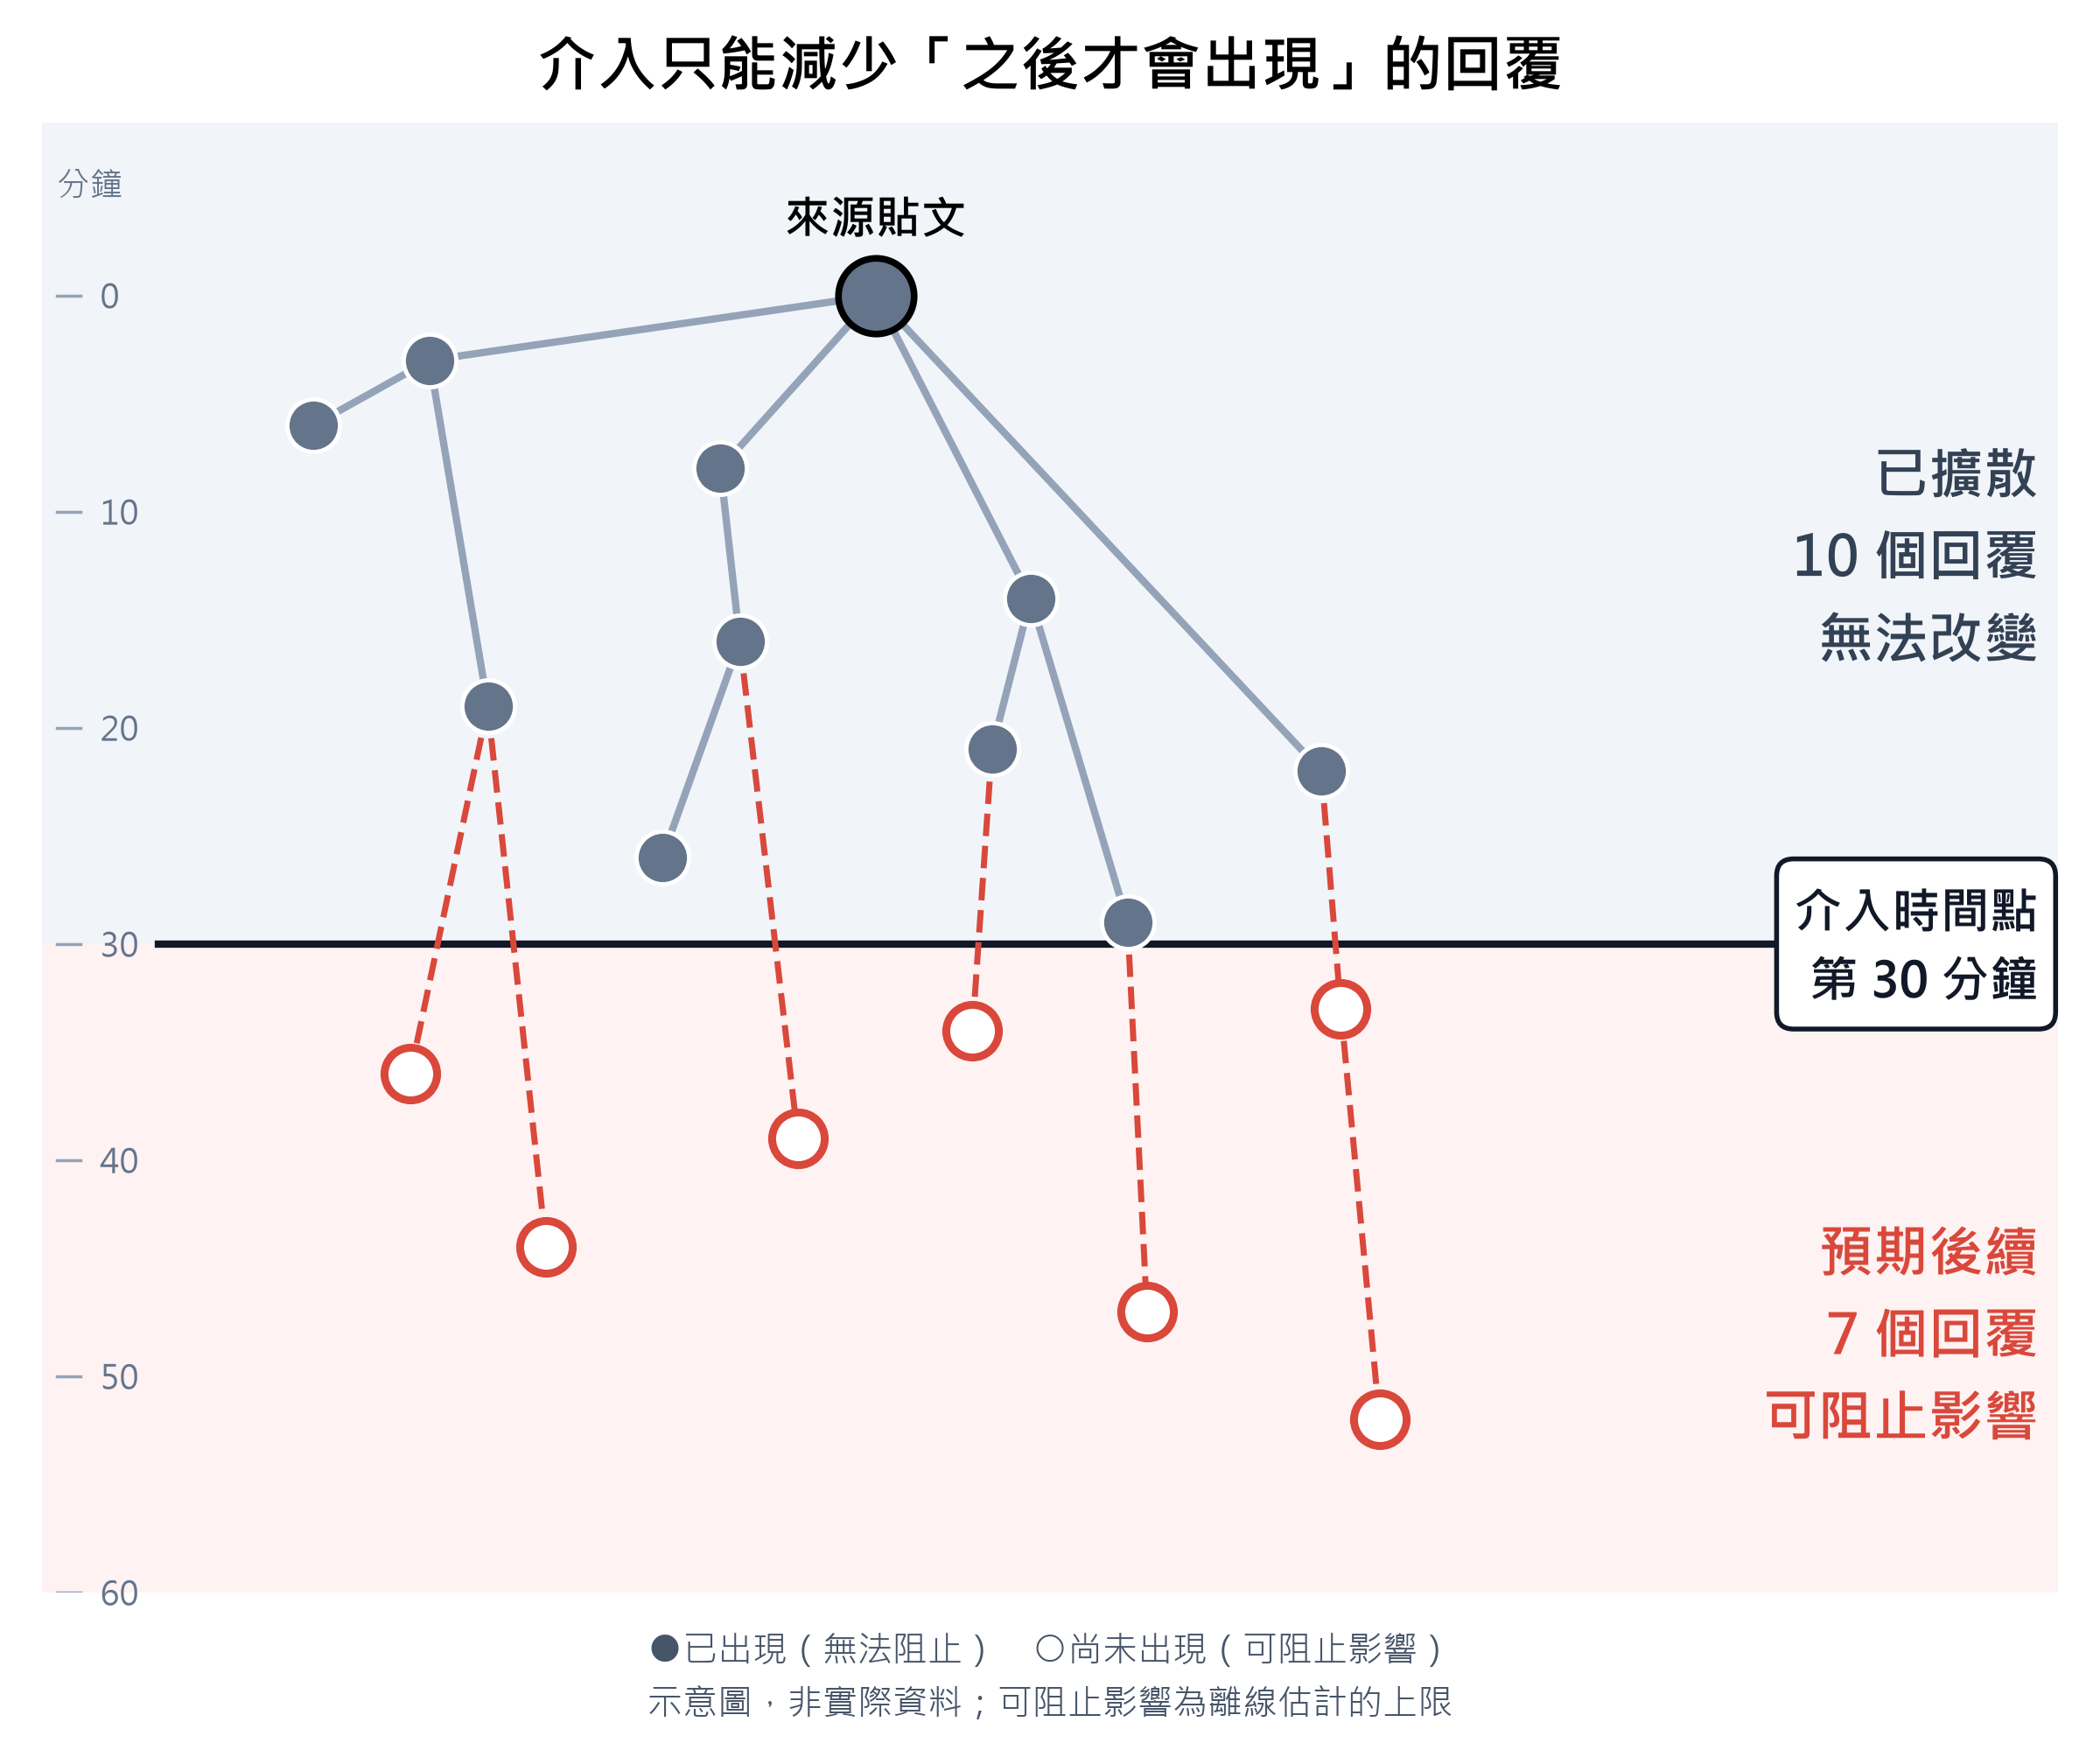 介入只能減少「之後才會出現」的回覆
分鐘
來源貼文
0
10
20
30
40
50
60
已擴散
10 個回覆
無法改變
介入時間點
第 30 分鐘
預期後續
7 個回覆
可阻止影響
●已出現（無法阻止） ○尚未出現（可阻止影響）
示意圖，非實際資料；可阻止影響為離線估計的上限